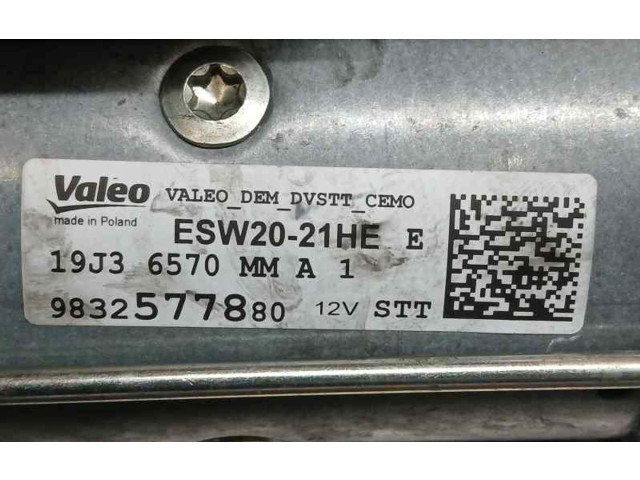 Valeo VALEO_DEM_DVSTT_CEMO
made in Poland
ESW20-21HE E
19J3 6570 MM A 1
9832577880 12V STT